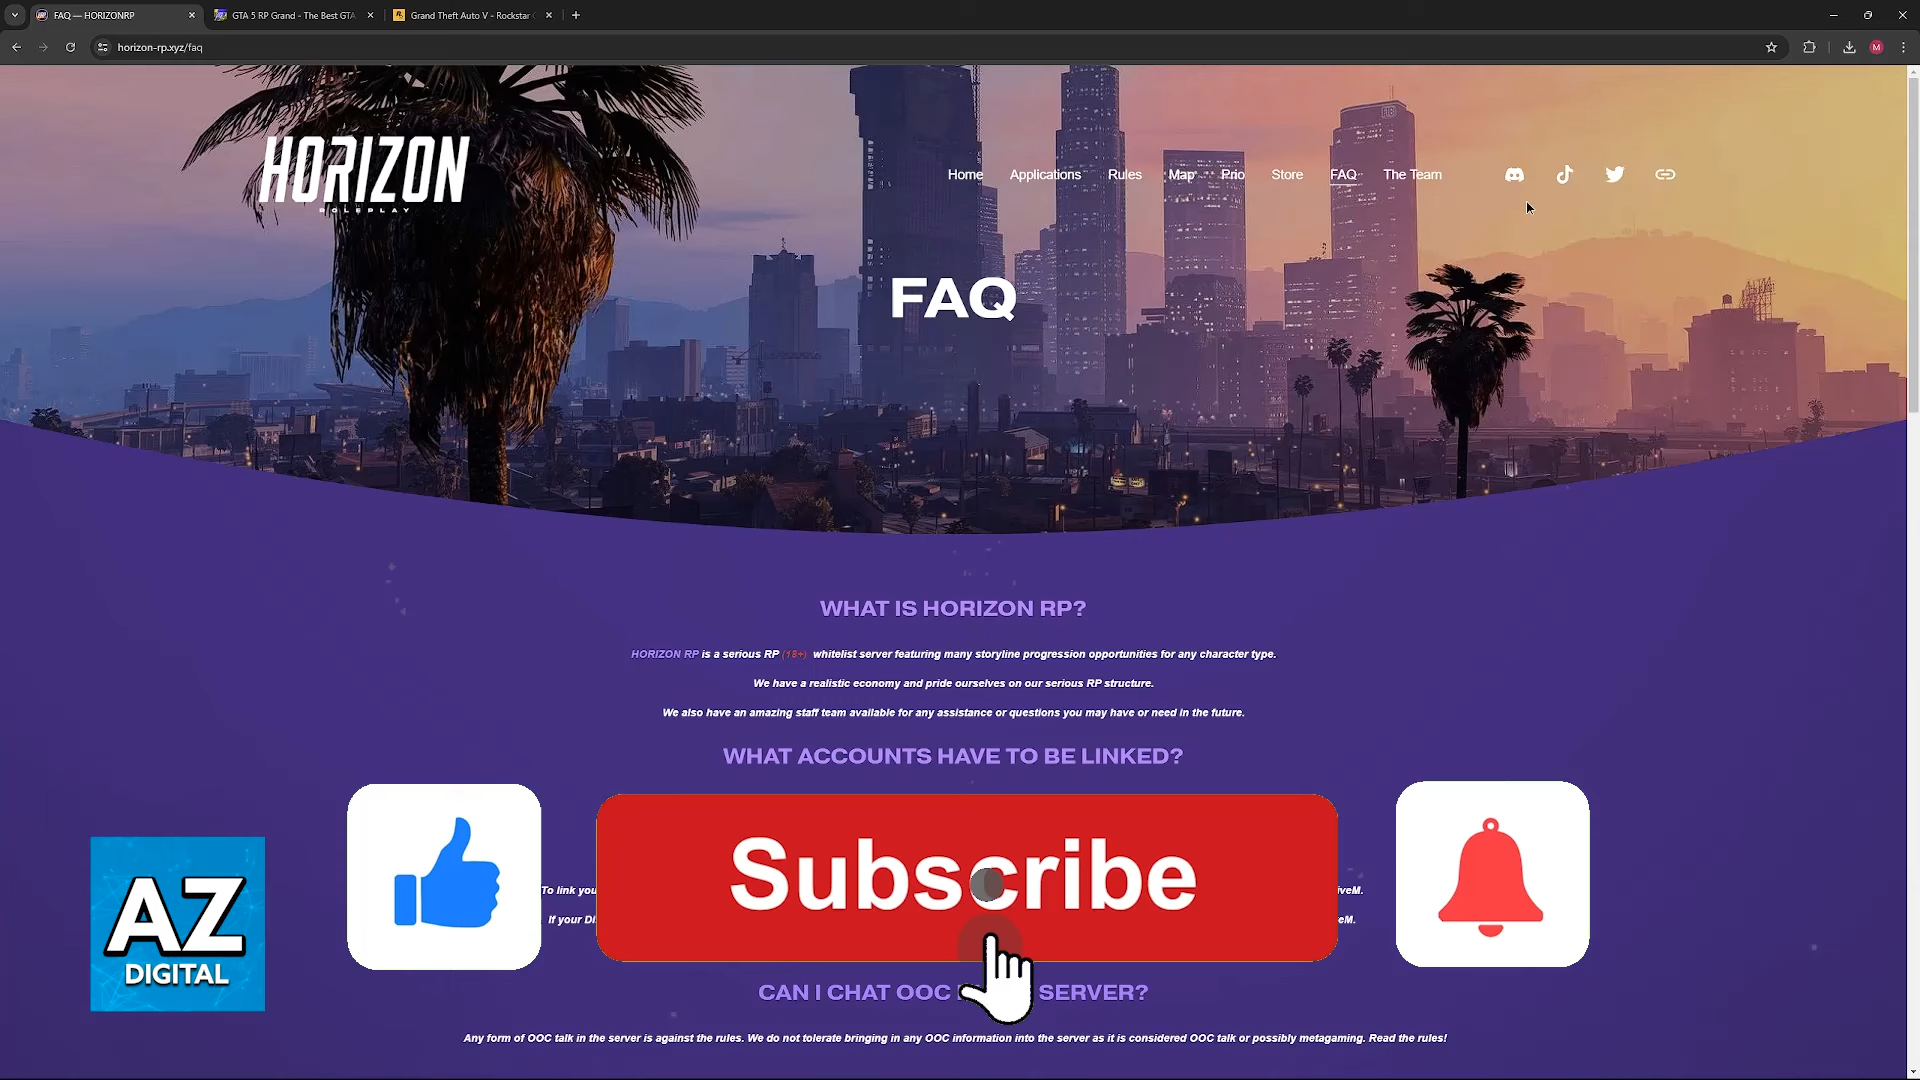 FAQ — HORIZONRP
GTA 5 RP Grand - The Best GTA
Grand Theft Auto V - Rockstar
horizon-rp.xyz/faq
M
HORIZON
ROLEPLAY
Home Applications Rules Map Prio Store FAQ The Team
FAQ
WHAT IS HORIZON RP?
HORIZON RP is a serious RP (18+) whitelist server featuring many storyline progression opportunities for any character type.
We have a realistic economy and pride ourselves on our serious RP structure.
We also have an amazing staff team available for any assistance or questions you may have or need in the future.
WHAT ACCOUNTS HAVE TO BE LINKED?
To link you
Subscribe
If your Di
AZ
DIGITAL
CAN I CHAT OOC SERVER?
Any form of OOC talk in the server is against the rules. We do not tolerate bringing in any OOC information into the server as it is considered OOC talk or possibly metagaming. Read the rules!